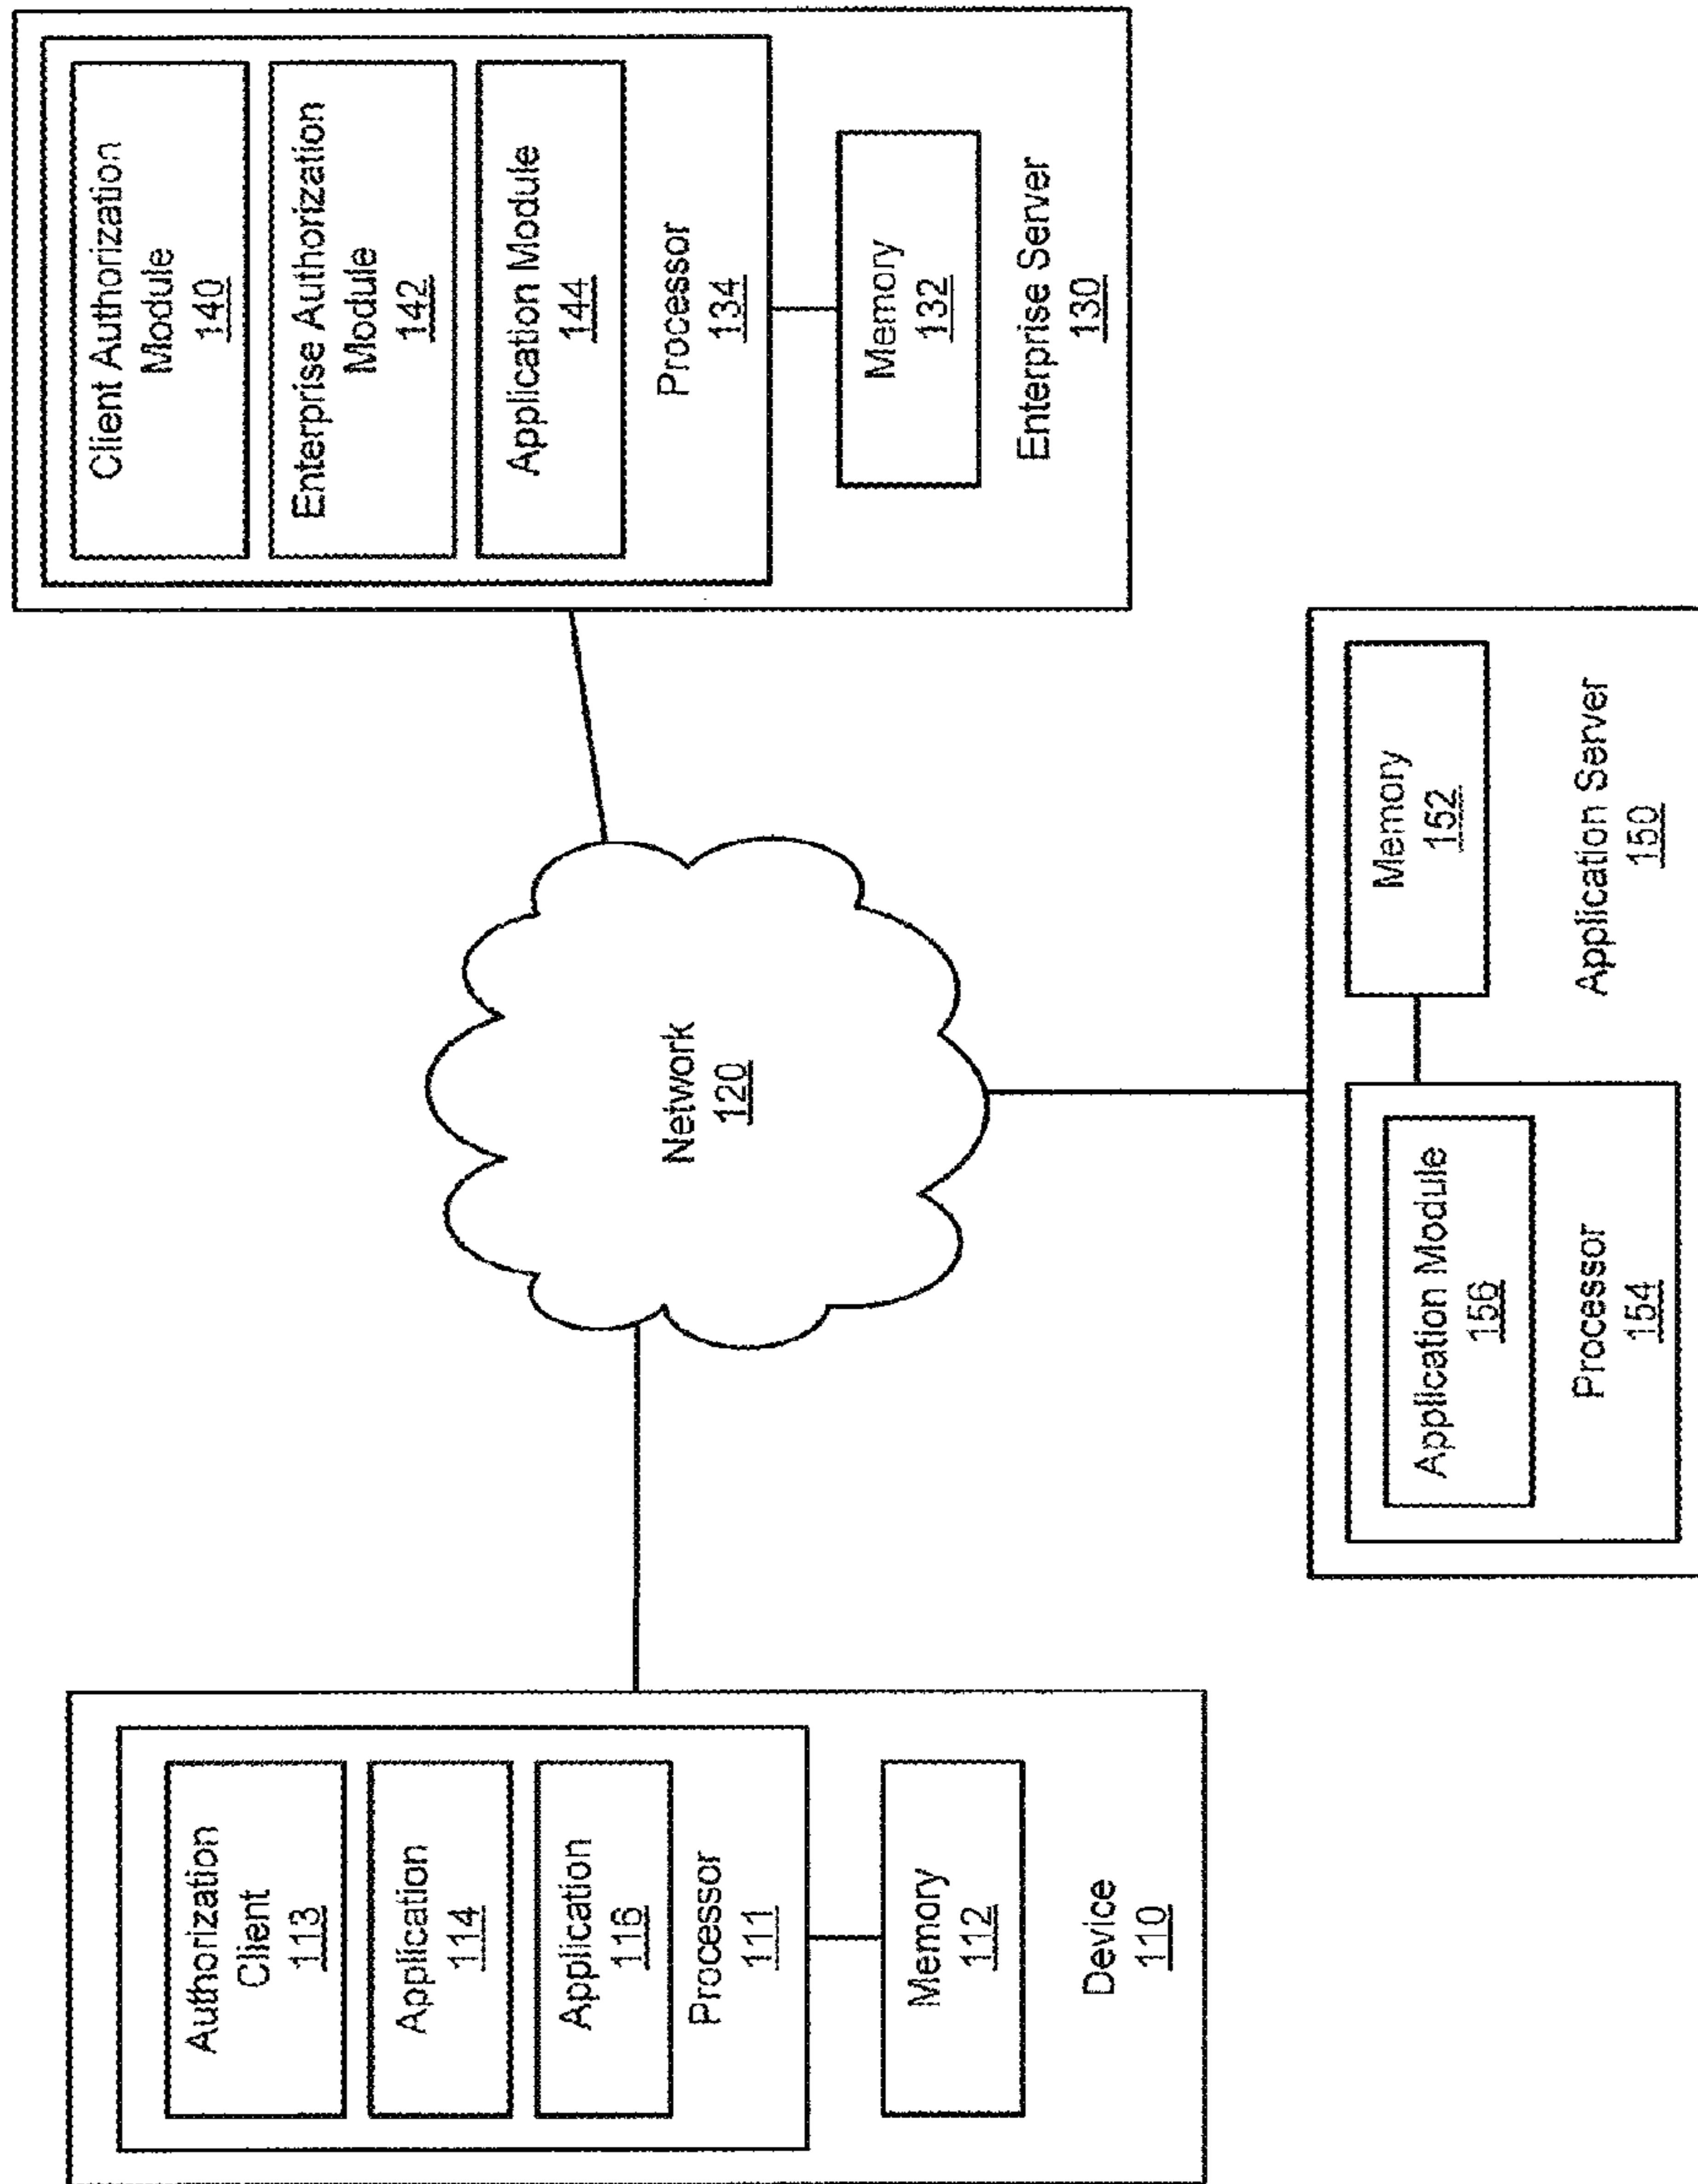 Authorization
Client
113
Application
114
Application
116
Processor
111
Memory
112
Device
110
Network
120
Client Authorization
Module
140
Enterprise Authorization
Module
142
Application Module
144
Processor
134
Memory
132
Enterprise Server
130
Application Module
156
Processor
154
Memory
152
Application Server
150